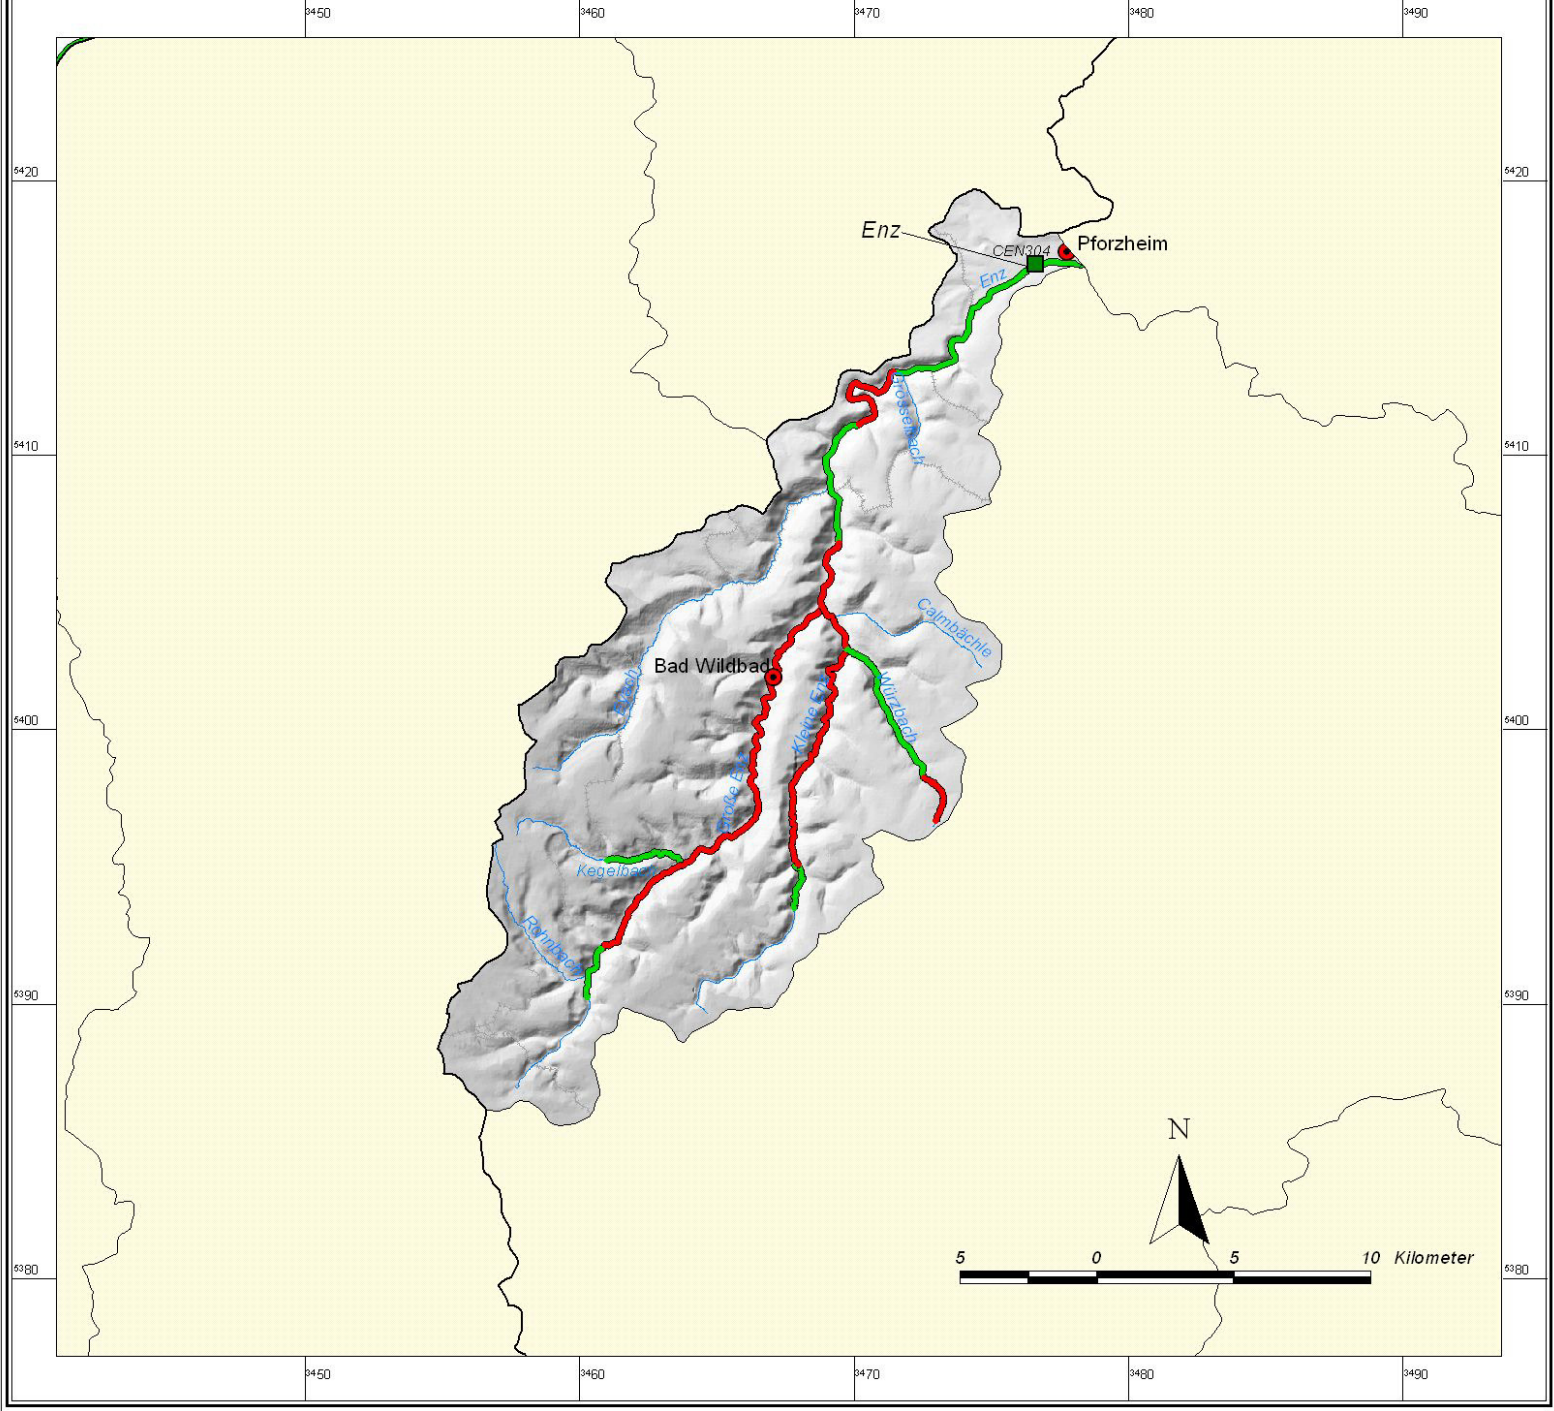 3450 3460 3470 3480 3490
5420 5420
Enz
CEN304
Pforzheim
Enz
Grösselbach
5410 5410
Calmbächle
Bad Wildbad
Eyach
Kleine Enz
Würzbach
5400 5400
Große Enz
Kegelbach
Rohnbach
5390 5390
N
5 0 5 10 Kilometer
5380 5380
3450 3460 3470 3480 3490